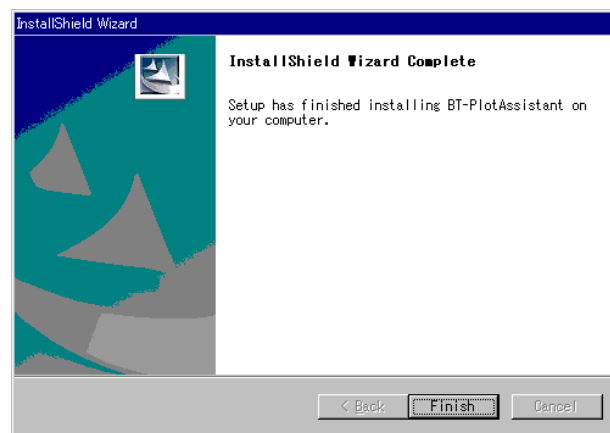 InstallShield Wizard
InstallShield Wizard Complete
Setup has finished installing BT-PlotAssistant on
your computer.
< Back
Finish
Cancel